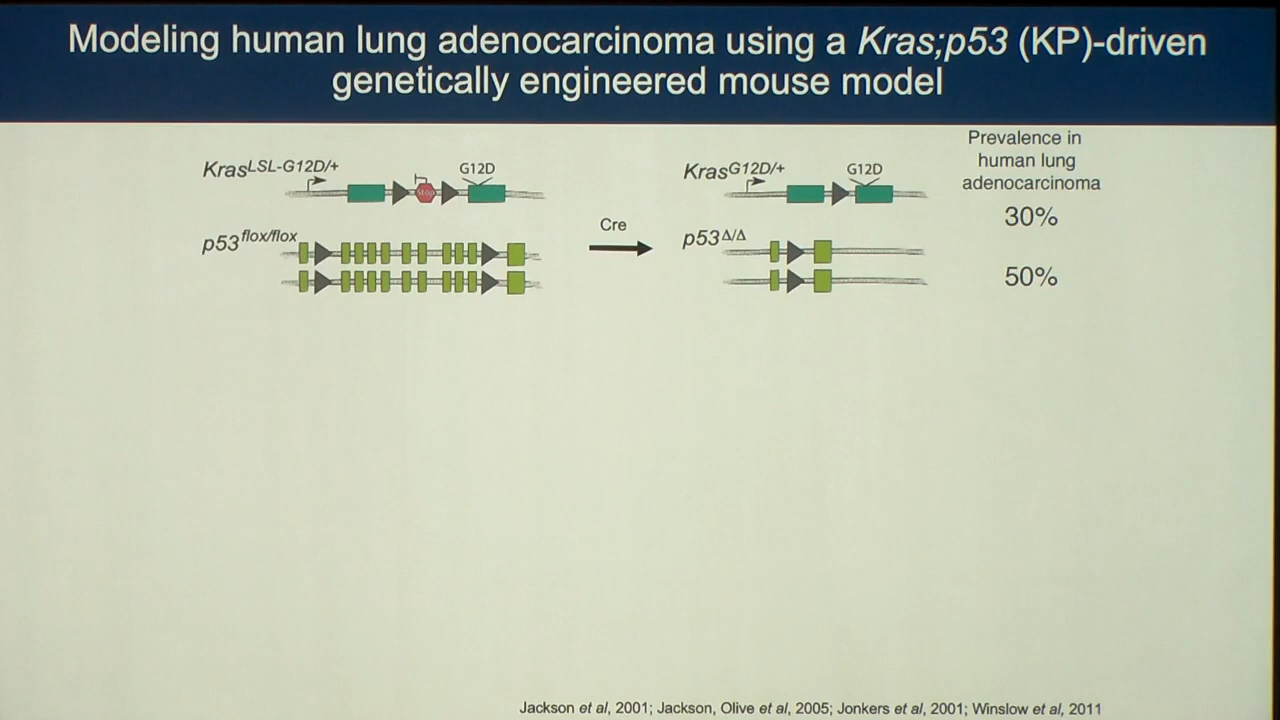 Modeling human lung adenocarcinoma using a Kras;p53 (KP)-driven
genetically engineered mouse model
Prevalence in
human lung
adenocarcinoma
KrasLSL-G12D/+
G12D
Stop
KrasG12D/+
G12D
30%
Cre
p53flox/flox
p53Δ/Δ
50%
Jackson et al, 2001; Jackson, Olive et al, 2005; Jonkers et al, 2001; Winslow et al, 2011